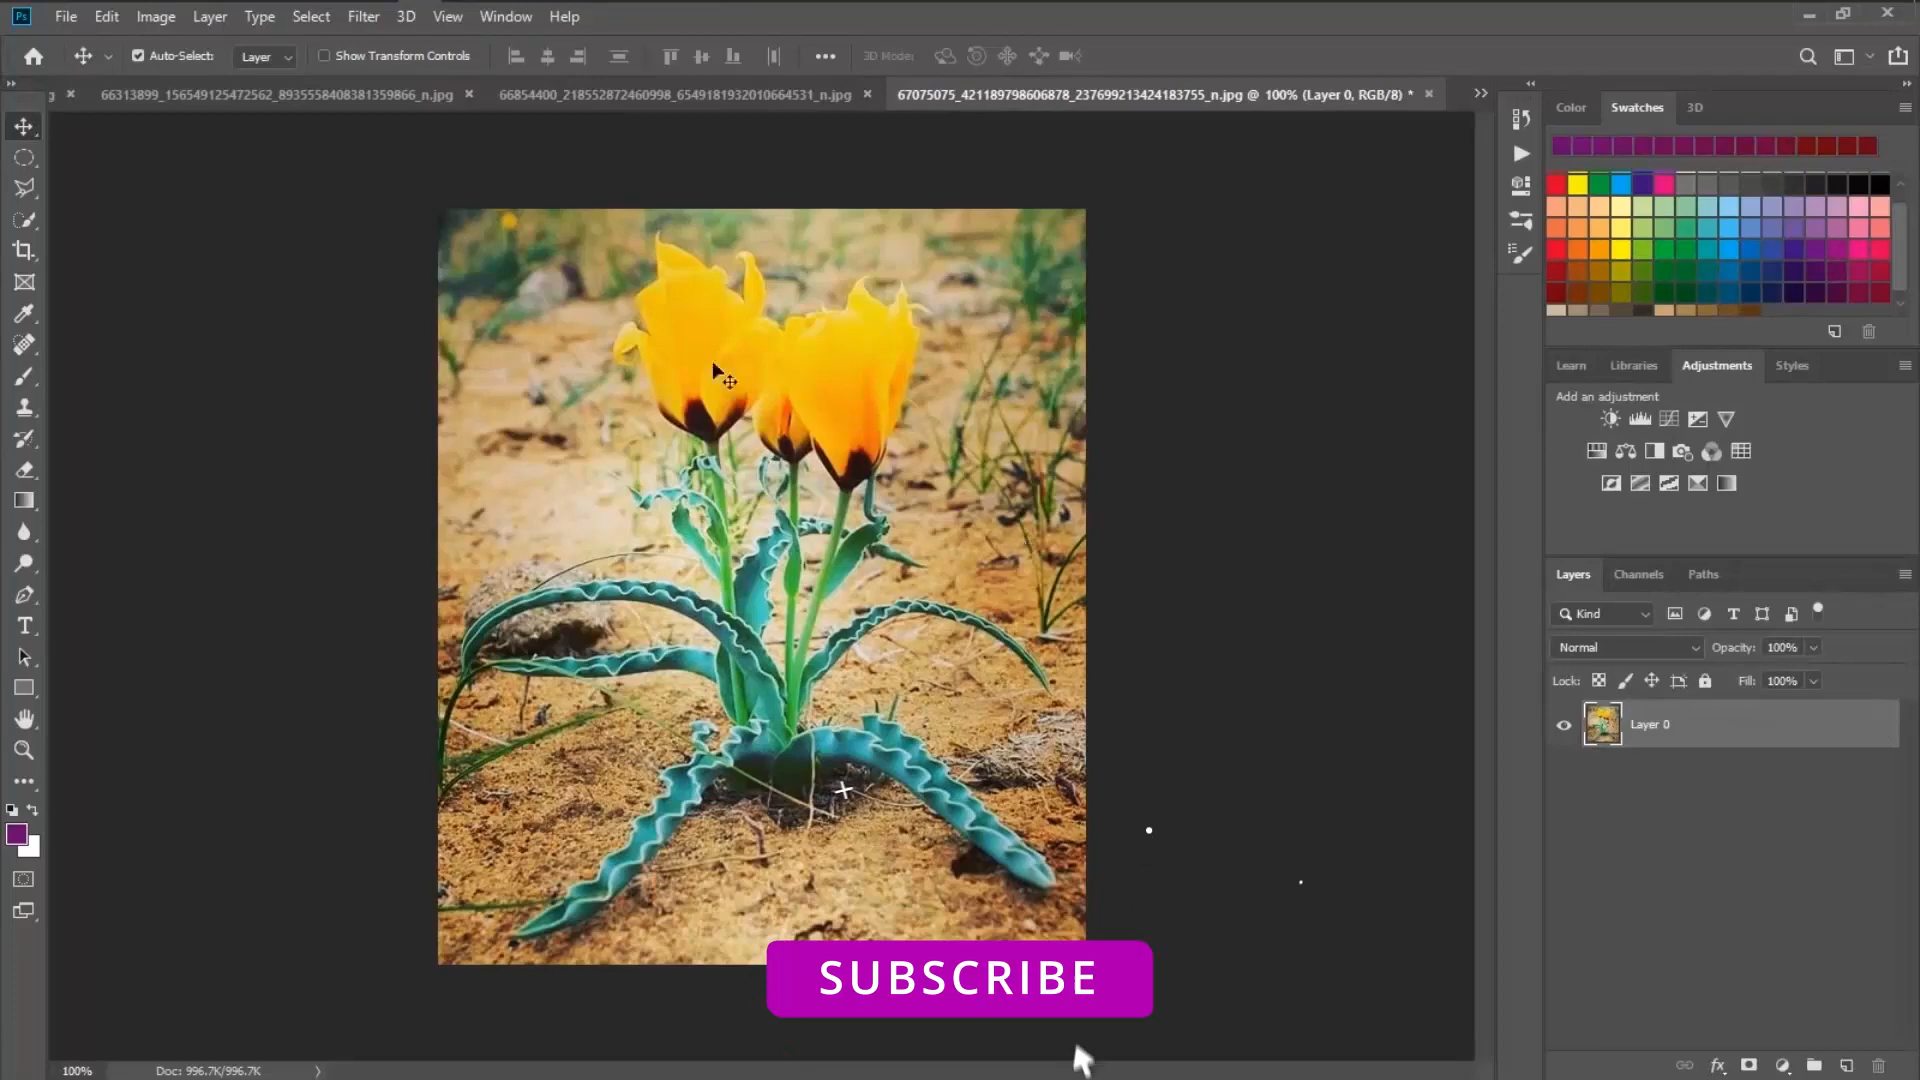 Ps File Edit Image Layer Type Select Filter 3D View Window Help
Auto-Select: Layer Show Transform Controls 3D Mode:
g 66313899_156549125472562_8935558408381359866_n.jpg 66854400_218552872460998_6549181932010664531_n.jpg 67075075_421189798606878_237699213424183755_n.jpg @ 100% (Layer 0, RGB/8) *
Color Swatches 3D
Learn Libraries Adjustments Styles
Add an adjustment
Layers Channels Paths
Kind
Normal Opacity: 100%
Lock: Fill: 100%
Layer 0
SUBSCRIBE
100% Doc: 996.7K/996.7K